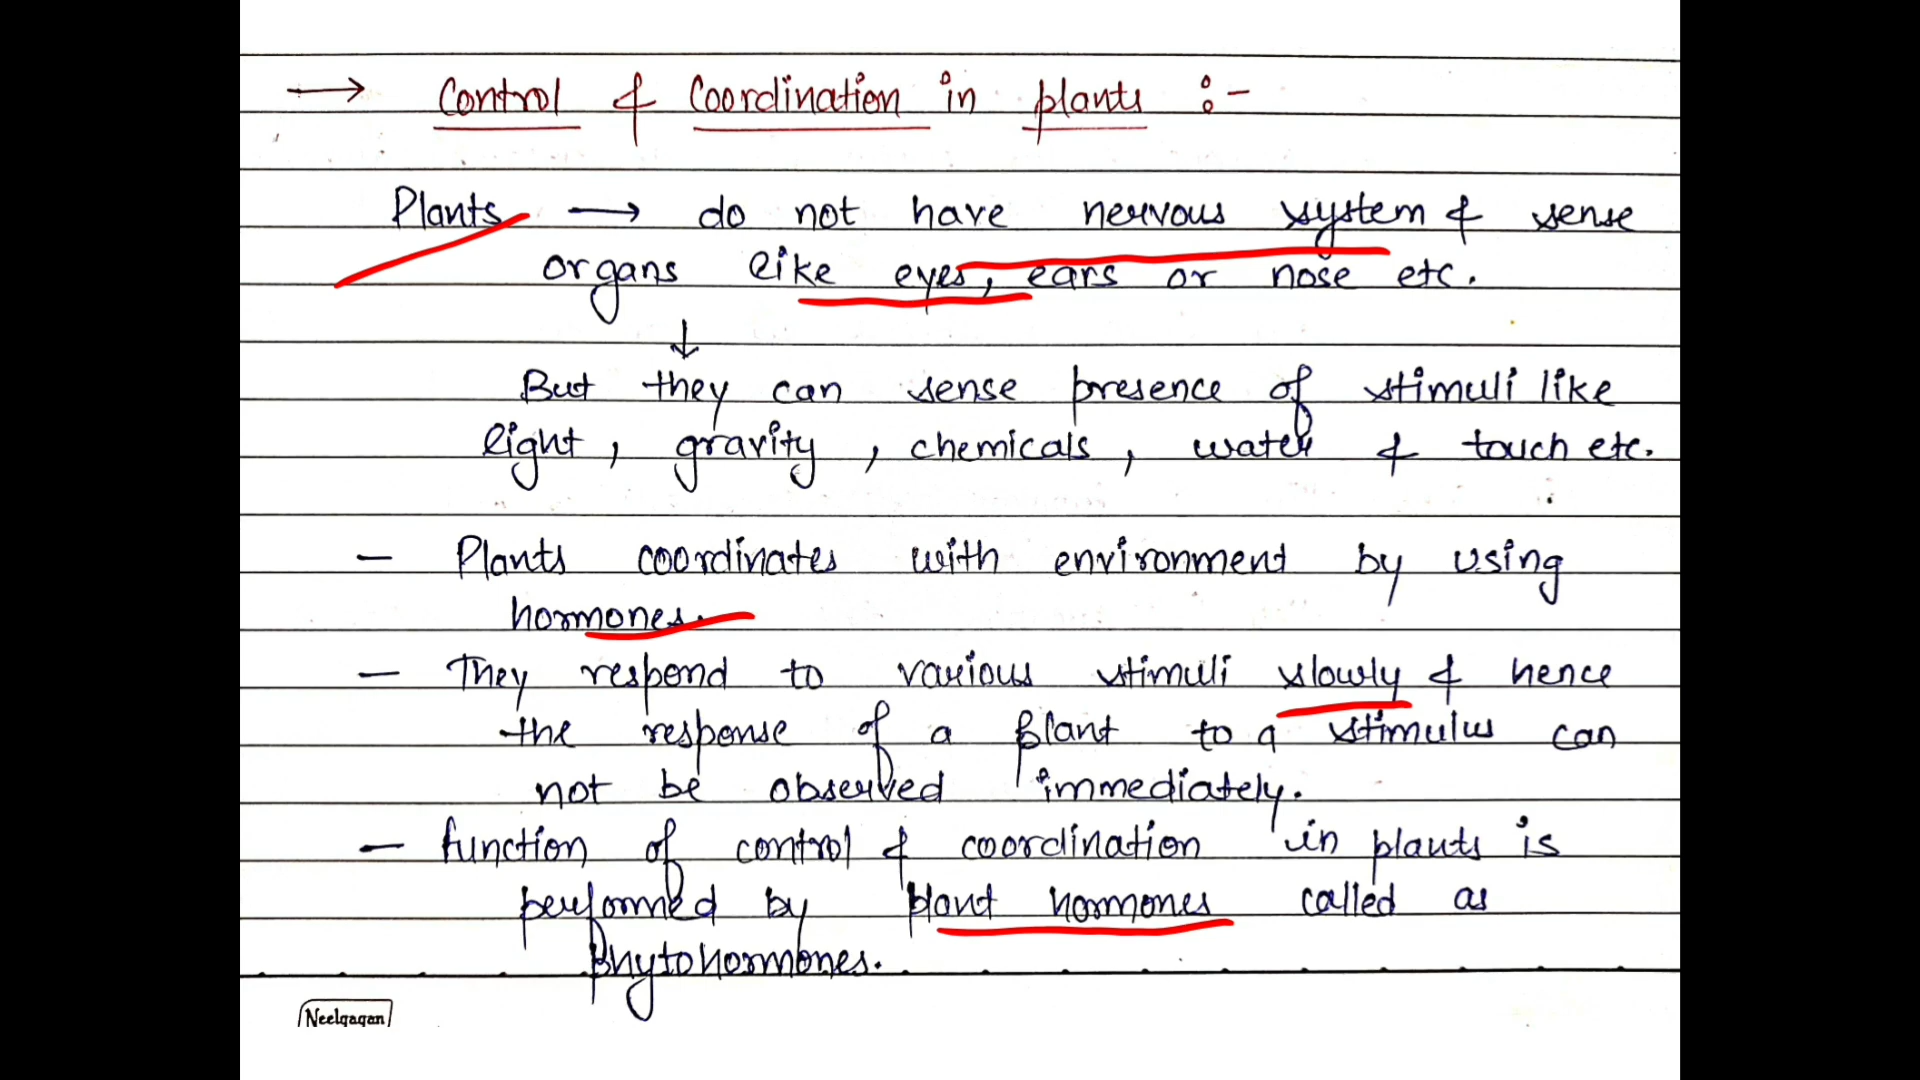 → Control & Coordination in plants :-
Plants → do not have nervous system & sense
organs like eyes, ears or nose etc.
↓
But they can sense presence of stimuli like
light, gravity, chemicals, water & touch etc.
- Plants coordinates with environment by using
hormones.
- They respond to various stimuli slowly & hence
the response of a plant to a stimulus can
not be observed immediately.
- function of control & coordination in plants is
performed by plant hormones called as
Phytohormones.
Neelgagan